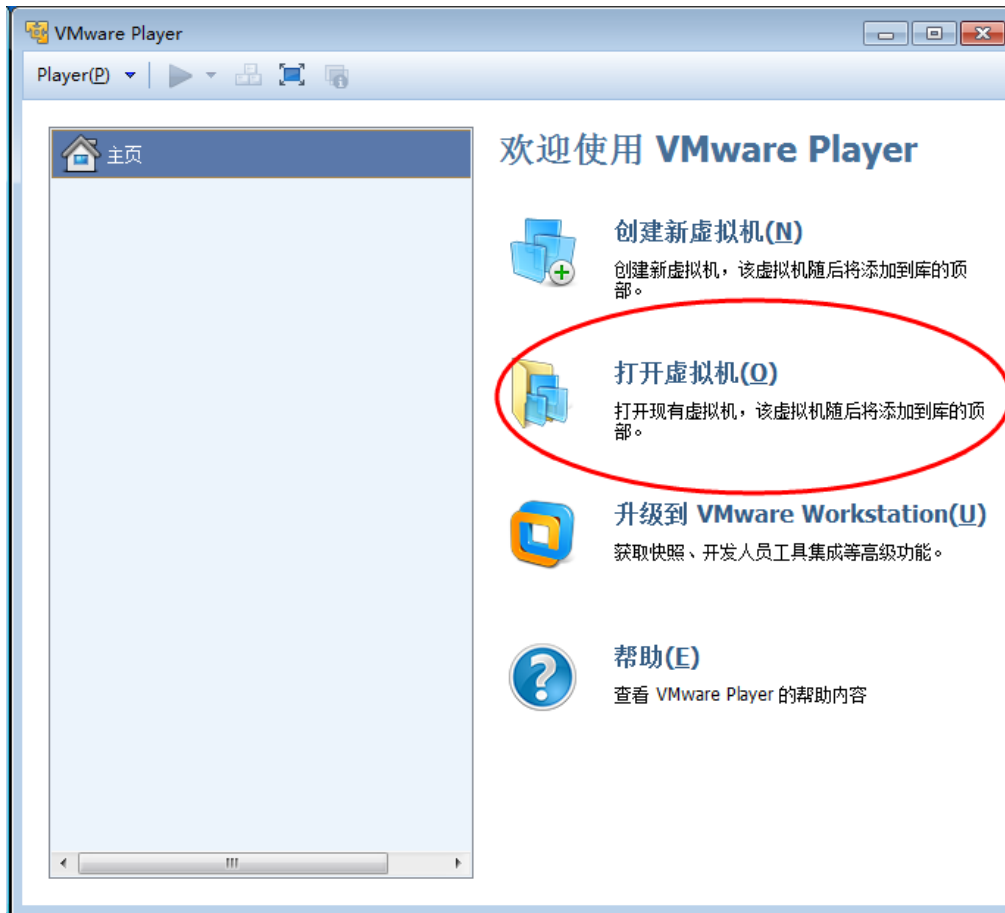 VMware Player
Player(P)
主页
欢迎使用 VMware Player
创建新虚拟机(N)
创建新虚拟机，该虚拟机随后将添加到库的顶
部。
打开虚拟机(O)
打开现有虚拟机，该虚拟机随后将添加到库的顶
部。
升级到 VMware Workstation(U)
获取快照、开发人员工具集成等高级功能。
帮助(E)
查看 VMware Player 的帮助内容